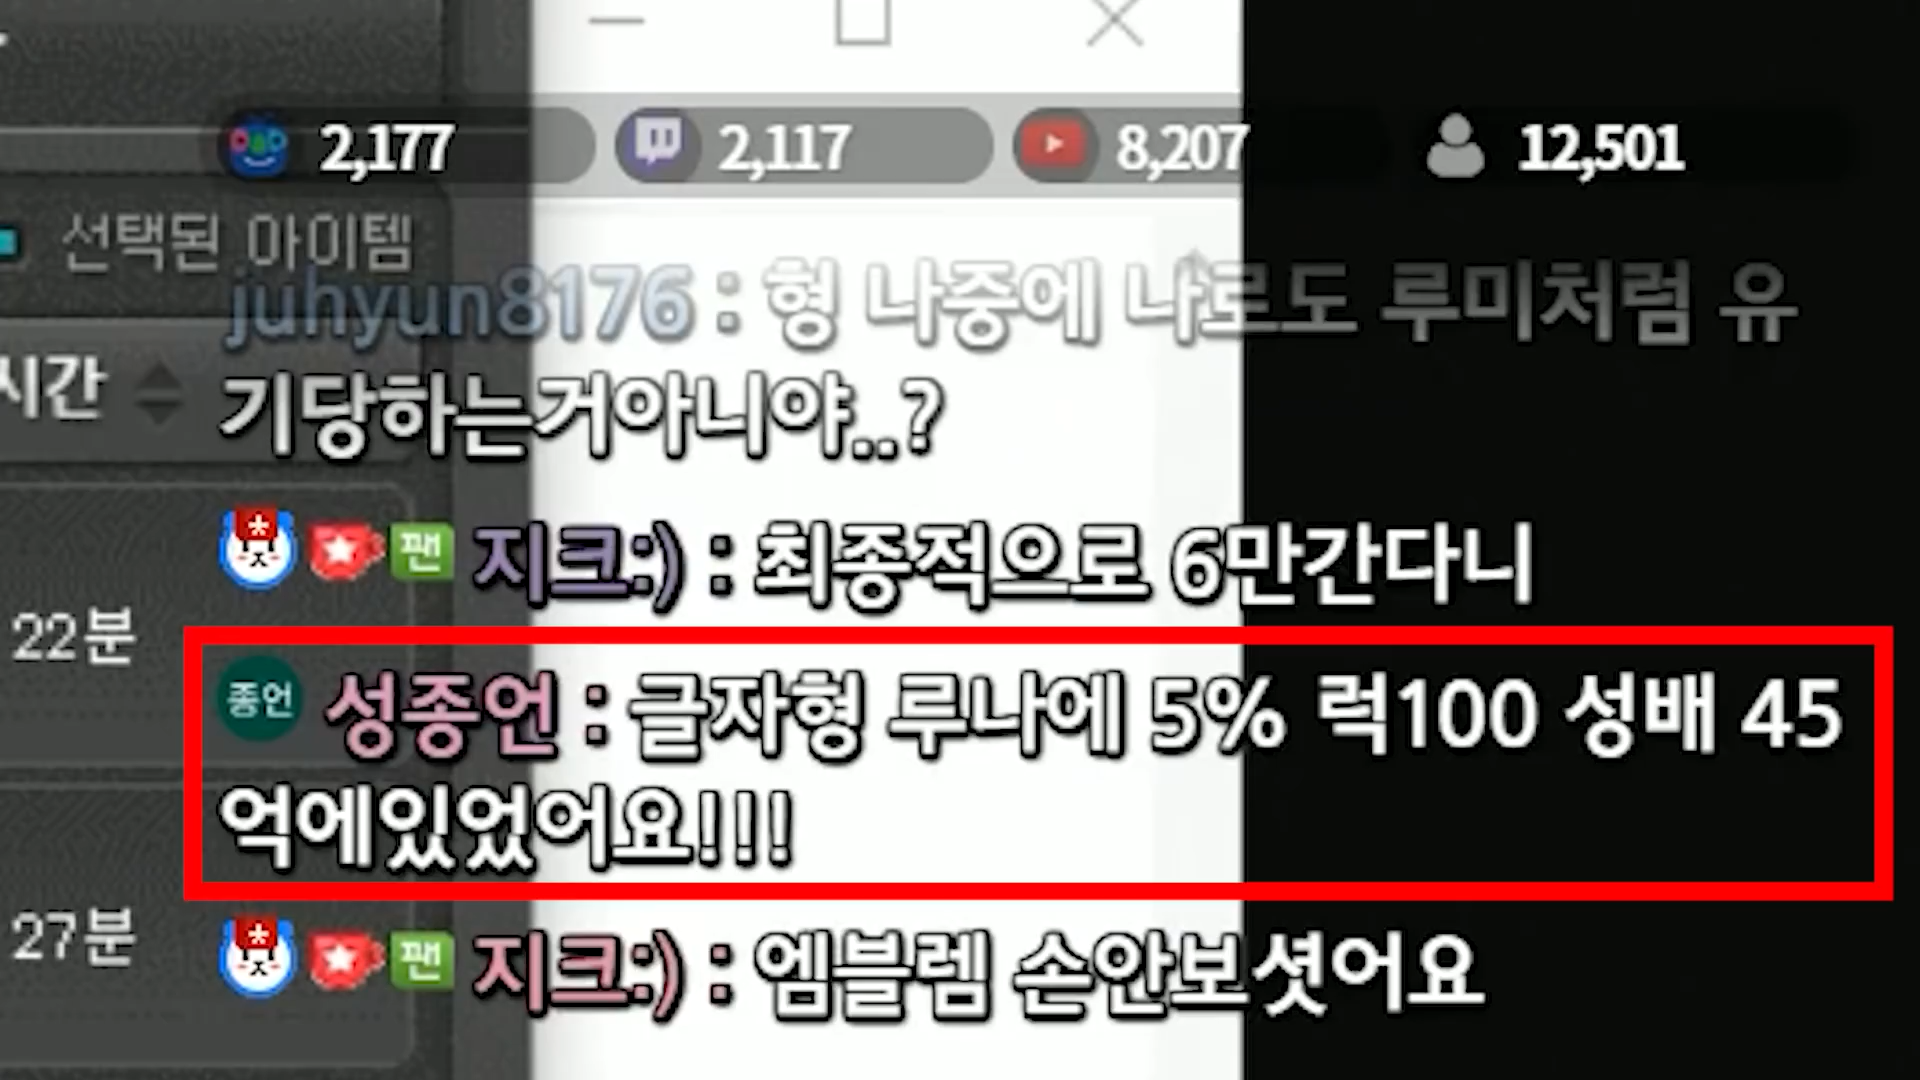 2,177 2,117 8,207 12,501
선택된 아이템
juhyun8176 : 형 나중에 나로도 루미처럼 유
시간
기당하는거아니야..?
팬 지크:) : 최종적으로 6만간다니
22분
종언 성종언 : 글자형 루나에 5% 럭100 성배 45
억에있었어요!!!
27분
팬 지크:) : 엠블렘 손안보셧어요